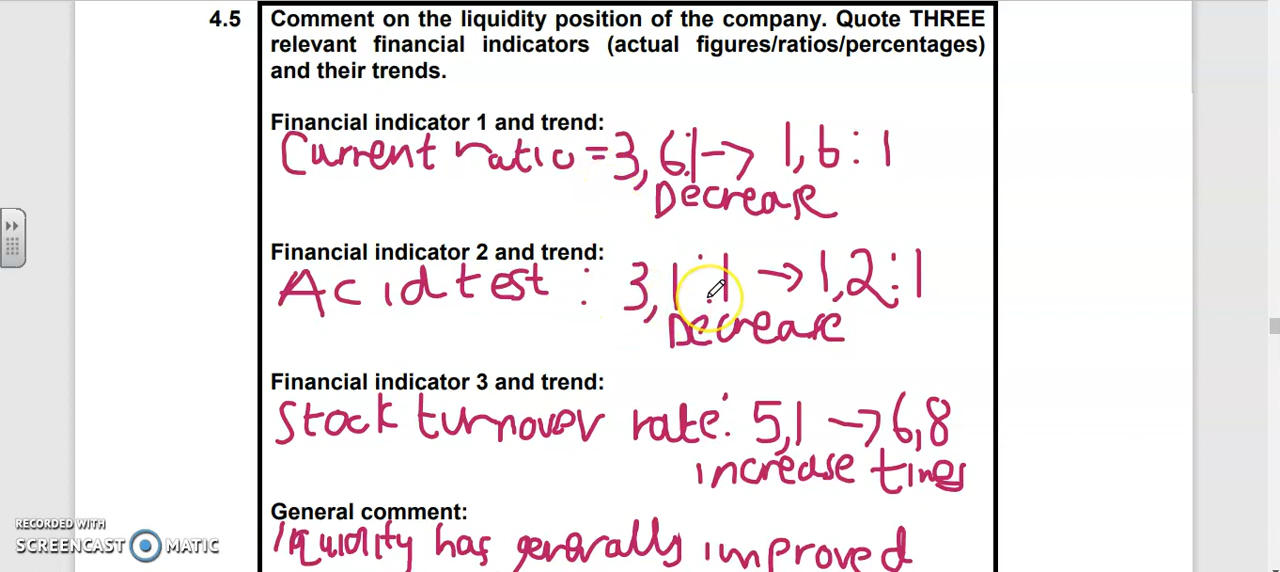 4.5 Comment on the liquidity position of the company. Quote THREE
relevant financial indicators (actual figures/ratios/percentages)
and their trends.
Financial indicator 1 and trend:
Current ratio = 3,6:1 → 1,6 : 1
Decrease
Financial indicator 2 and trend:
Acid test : 3,1:1 → 1,2:1
Decrease
Financial indicator 3 and trend:
Stock turnover rate: 5,1 → 6,8
increase times
General comment:
liquidity has generally improved
RECORDED WITH
SCREENCAST MATIC